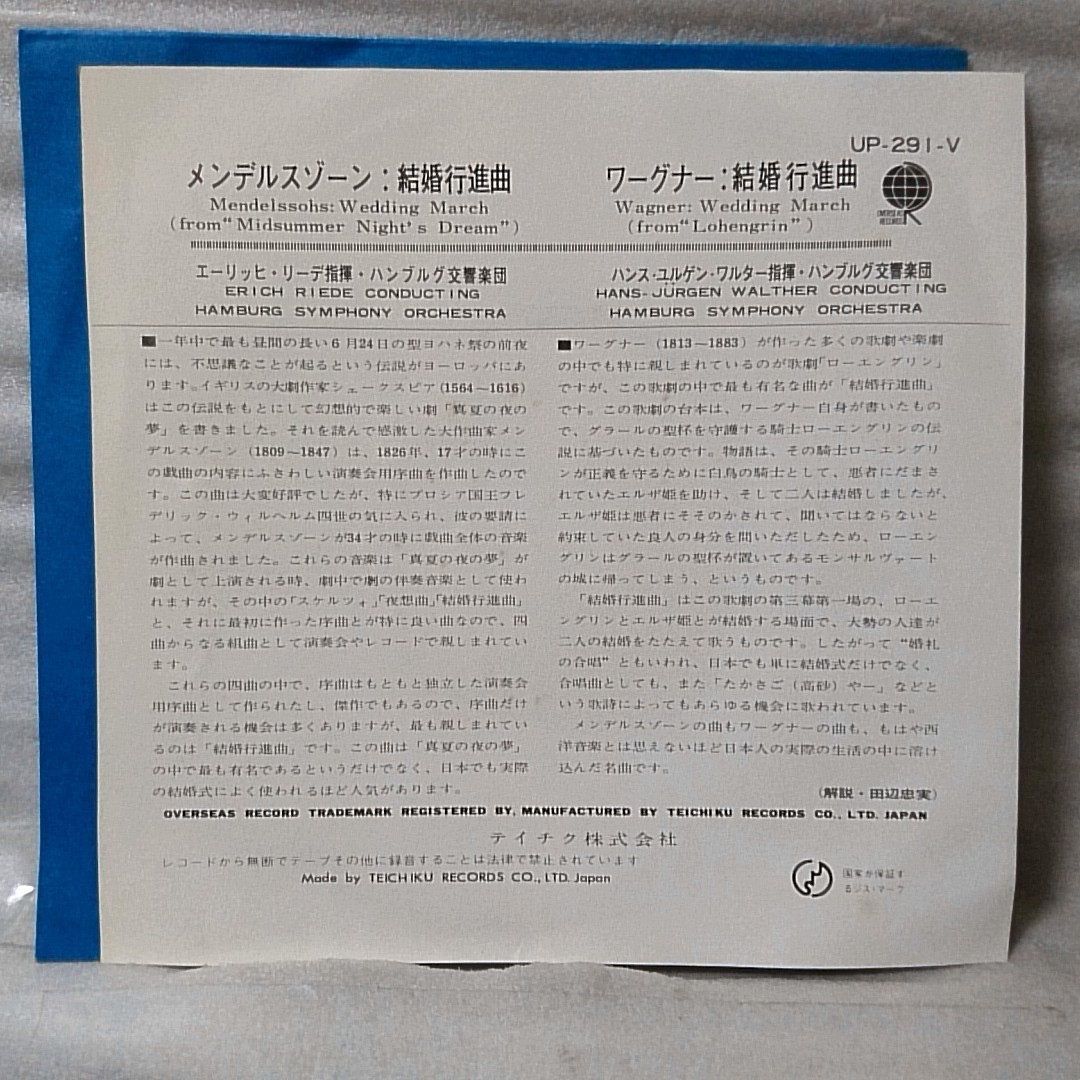 UP-291-V
メンデルスゾーン：結婚行進曲
Mendelssohs: Wedding March
(from “Midsummer Night's Dream”)
ワーグナー：結婚行進曲
Wagner: Wedding March
(from “Lohengrin”)
OVERSEAS
RECORDS
R
エーリッヒ・リーデ指揮・ハンブルグ交響楽団
ERICH RIEDE CONDUCTING
HAMBURG SYMPHONY ORCHESTRA
ハンス・ユルゲン・ワルター指揮・ハンブルグ交響楽団
HANS-JÜRGEN WALTHER CONDUCTING
HAMBURG SYMPHONY ORCHESTRA
■一年中で最も昼間の長い6月24日の聖ヨハネ祭の前夜
には、不思議なことが起るという伝説がヨーロッパにあ
ります。イギリスの大劇作家シェークスピア（1564〜1616）
はこの伝説をもとにして幻想的で楽しい劇「真夏の夜の
夢」を書きました。それを読んで感激した大作曲家メン
デルスゾーン（1809〜1847）は、1826年、17才の時にこ
の戯曲の内容にふさわしい演奏会用序曲を作曲したので
す。この曲は大変好評でしたが、特にプロシア国王フレ
デリック・ウィルヘルム四世の気に入られ、彼の要請に
よって、メンデルスゾーンが34才の時に戯曲全体の音楽
が作曲されました。これらの音楽は「真夏の夜の夢」が
劇として上演される時、劇中で劇の伴奏音楽として使わ
れますが、その中の「スケルツォ」「夜想曲」「結婚行進曲」
と、それに最初に作った序曲とが特に良い曲なので、四
曲からなる組曲として演奏会やレコードで親しまれてい
ます。
これらの四曲の中で、序曲はもともと独立した演奏会
用序曲として作られたし、傑作でもあるので、序曲だけ
が演奏される機会は多くありますが、最も親しまれてい
るのは「結婚行進曲」です。この曲は「真夏の夜の夢」
の中で最も有名であるというだけでなく、日本でも実際
の結婚式によく使われるほど人気があります。
■ワーグナー（1813〜1883）が作った多くの歌劇や楽劇
の中でも特に親しまれているのが歌劇「ローエングリン」
ですが、この歌劇の中で最も有名な曲が「結婚行進曲」
です。この歌劇の台本は、ワーグナー自身が書いたもの
で、グラールの聖杯を守護する騎士ローエングリンの伝
説に基づいたものです。物語は、その騎士ローエングリ
ンが正義を守るために白鳥の騎士として、悪者にだまさ
れていたエルザ姫を助け、そして二人は結婚しましたが、
エルザ姫は悪者にそそのかされて、聞いてはならないと
約束していた良人の身分を問いただしたため、ローエン
グリンはグラールの聖杯が置いてあるモンサルヴァート
の城に帰ってしまう、というものです。
「結婚行進曲」はこの歌劇の第三幕第一場の、ローエ
ングリンとエルザ姫とが結婚する場面で、大勢の人達が
二人の結婚をたたえて歌うものです。したがって“婚礼
の合唱”ともいわれ、日本でも単に結婚式だけでなく、
合唱曲としても、また「たかさご（高砂）やー」などと
いう歌詩によってもあらゆる機会に歌われています。
メンデルスゾーンの曲もワーグナーの曲も、もはや西
洋音楽とは思えないほど日本人の実際の生活の中に溶け
込んだ名曲です。
（解説・田辺忠実）
OVERSEAS RECORD TRADEMARK REGISTERED BY, MANUFACTURED BY TEICHIKU RECORDS CO., LTD. JAPAN
テイチク株式会社
レコードから無断でテープその他に録音することは法律で禁止されています
Made by TEICHIKU RECORDS CO., LTD. Japan
国家が保証す
るジス・マーク